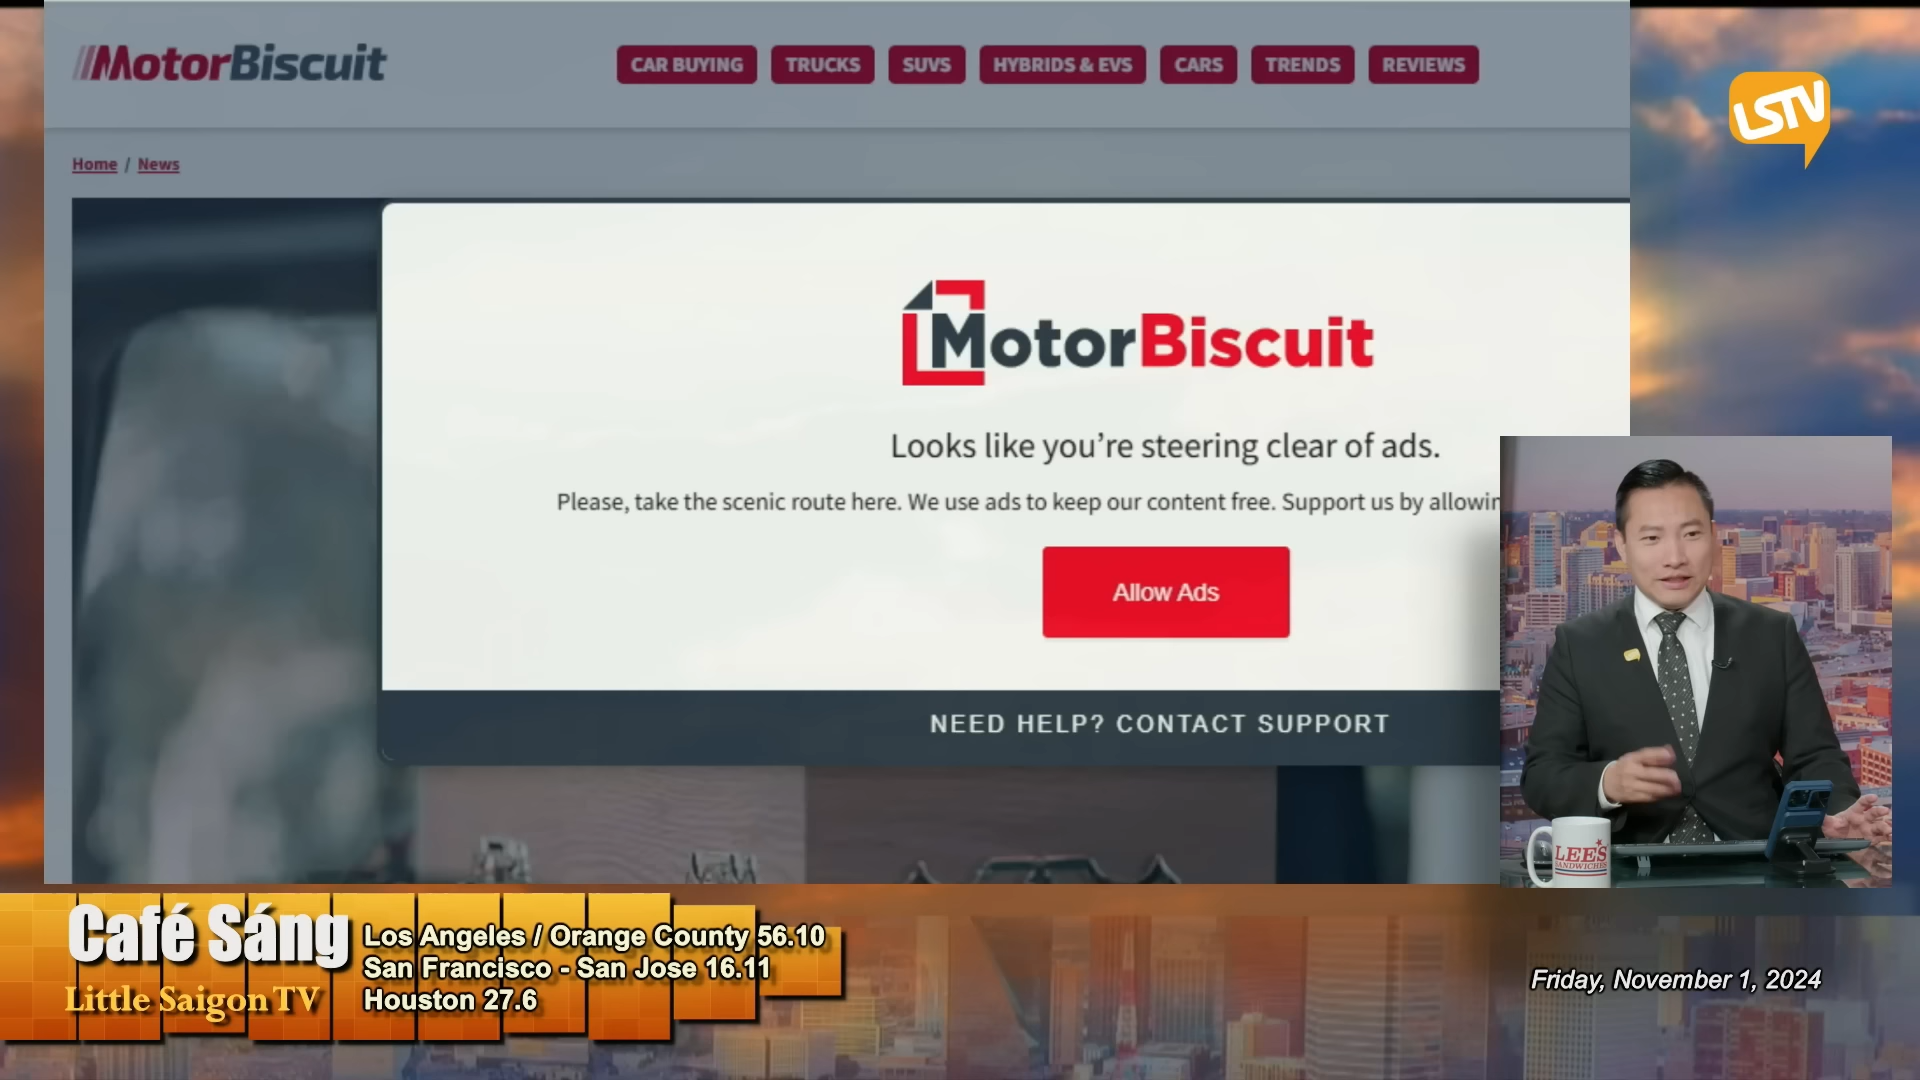 MotorBiscuit
CAR BUYING
TRUCKS
SUVS
HYBRIDS & EVS
CARS
TRENDS
REVIEWS
LSTV
Home / News
MotorBiscuit
Looks like you’re steering clear of ads.
Please, take the scenic route here. We use ads to keep our content free. Support us by
Allow Ads
NEED HELP? CONTACT SUPPORT
LEE'S
SANDWICHES
Café Sáng
Little Saigon TV
Los Angeles / Orange County 56.10
San Francisco - San Jose 16.11
Houston 27.6
Friday, November 1, 2024